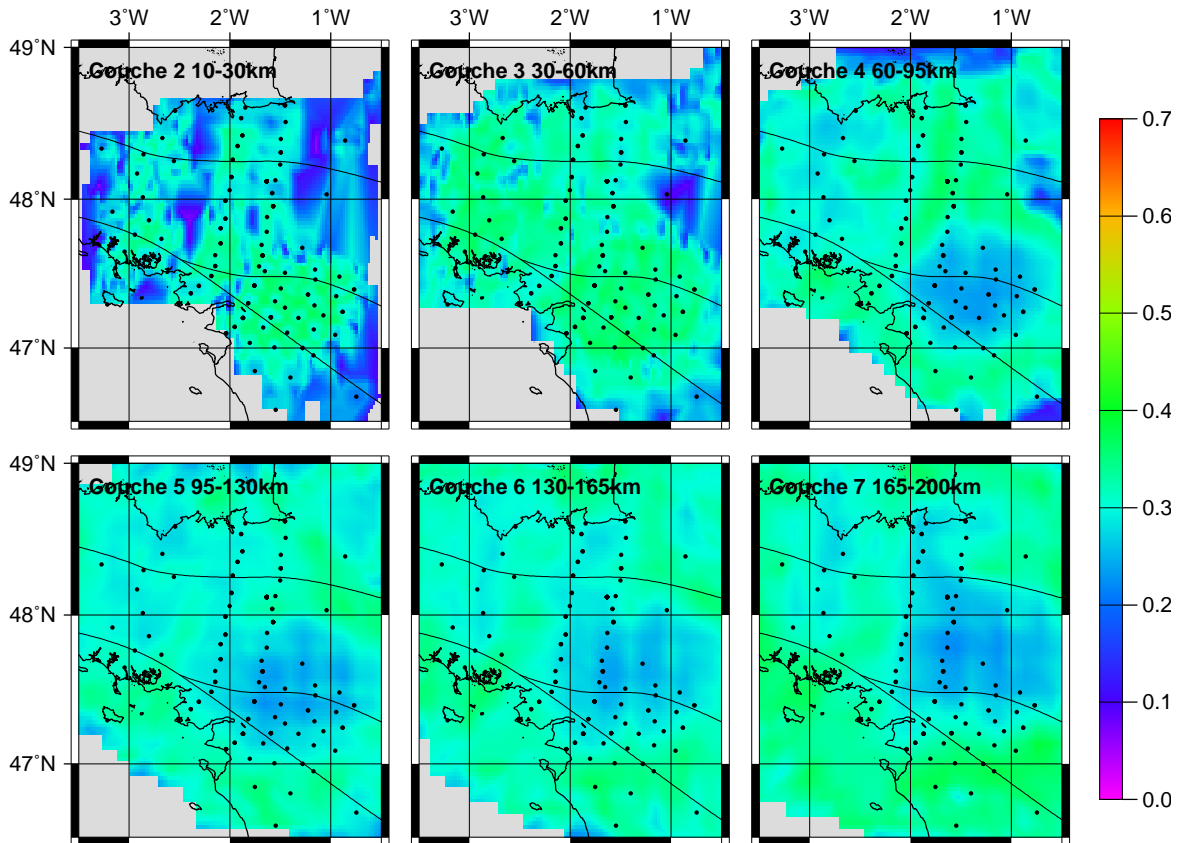 3°W 2°W 1°W 3°W 2°W 1°W 3°W 2°W 1°W
49°N
Couche 2 10-30km
Couche 3 30-60km
Couche 4 60-95km
48°N
47°N
49°N
Couche 5 95-130km
Couche 6 130-165km
Couche 7 165-200km
48°N
47°N
0.7
0.6
0.5
0.4
0.3
0.2
0.1
0.0